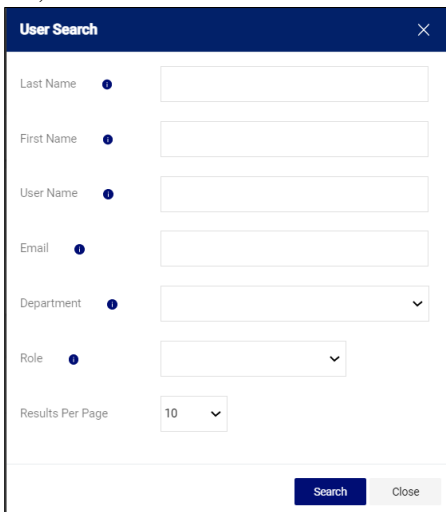 User Search
Last Name
First Name
User Name
Email
Department
Role
Results Per Page 10
Search Close